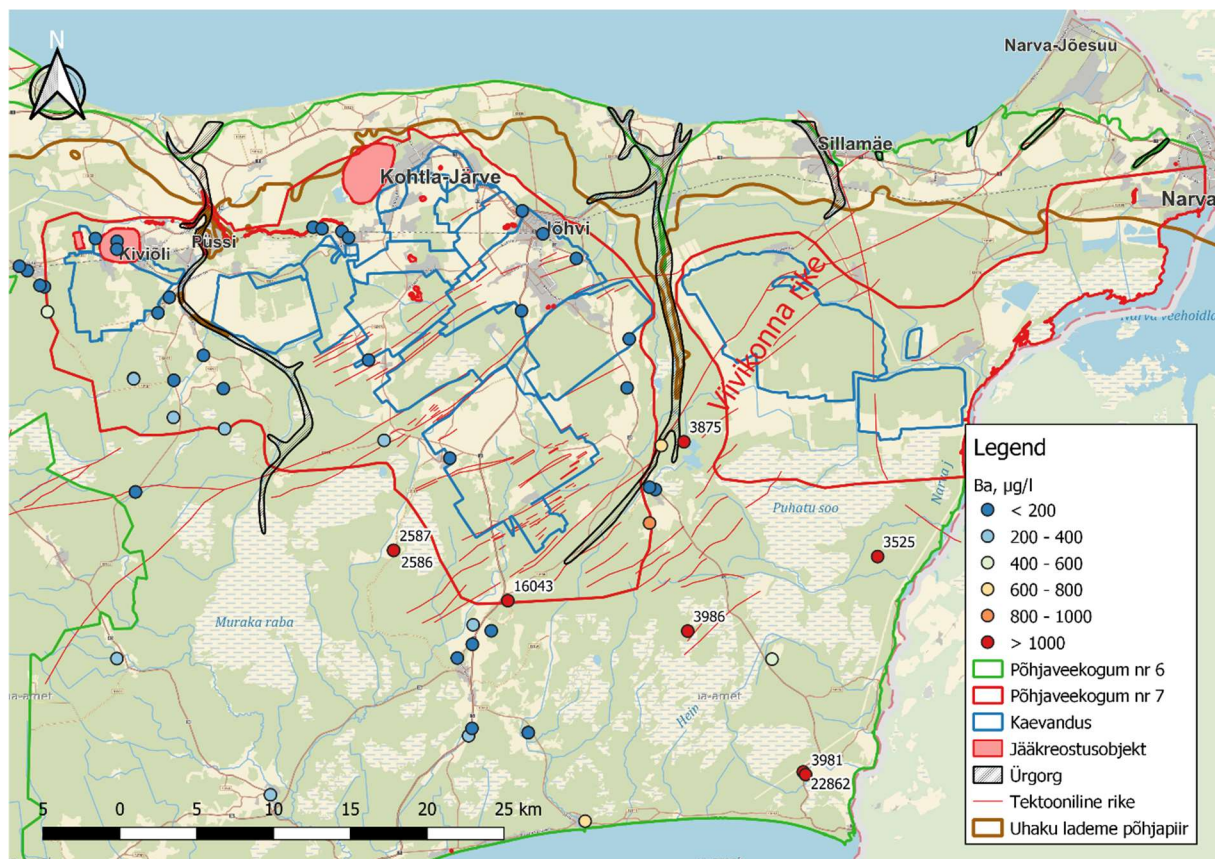 N
Narva-Jõesuu
Sillamäe
Kohtla-Järve
Narva
Jõhvi
Püssi
Kiviõli
Viivikonna rike
3875
Puhatu soo
Narva j
2587
2586
3525
16043
3986
Muraka raba
Hein
3981
22862
5 0 5 10 15 20 25 km
Legend
Ba, µg/l
< 200
200 - 400
400 - 600
600 - 800
800 - 1000
> 1000
Põhjaveekogum nr 6
Põhjaveekogum nr 7
Kaevandus
Jääkreostusobjekt
Ürgorg
Tektooniline rike
Uhaku lademe põhjapiir